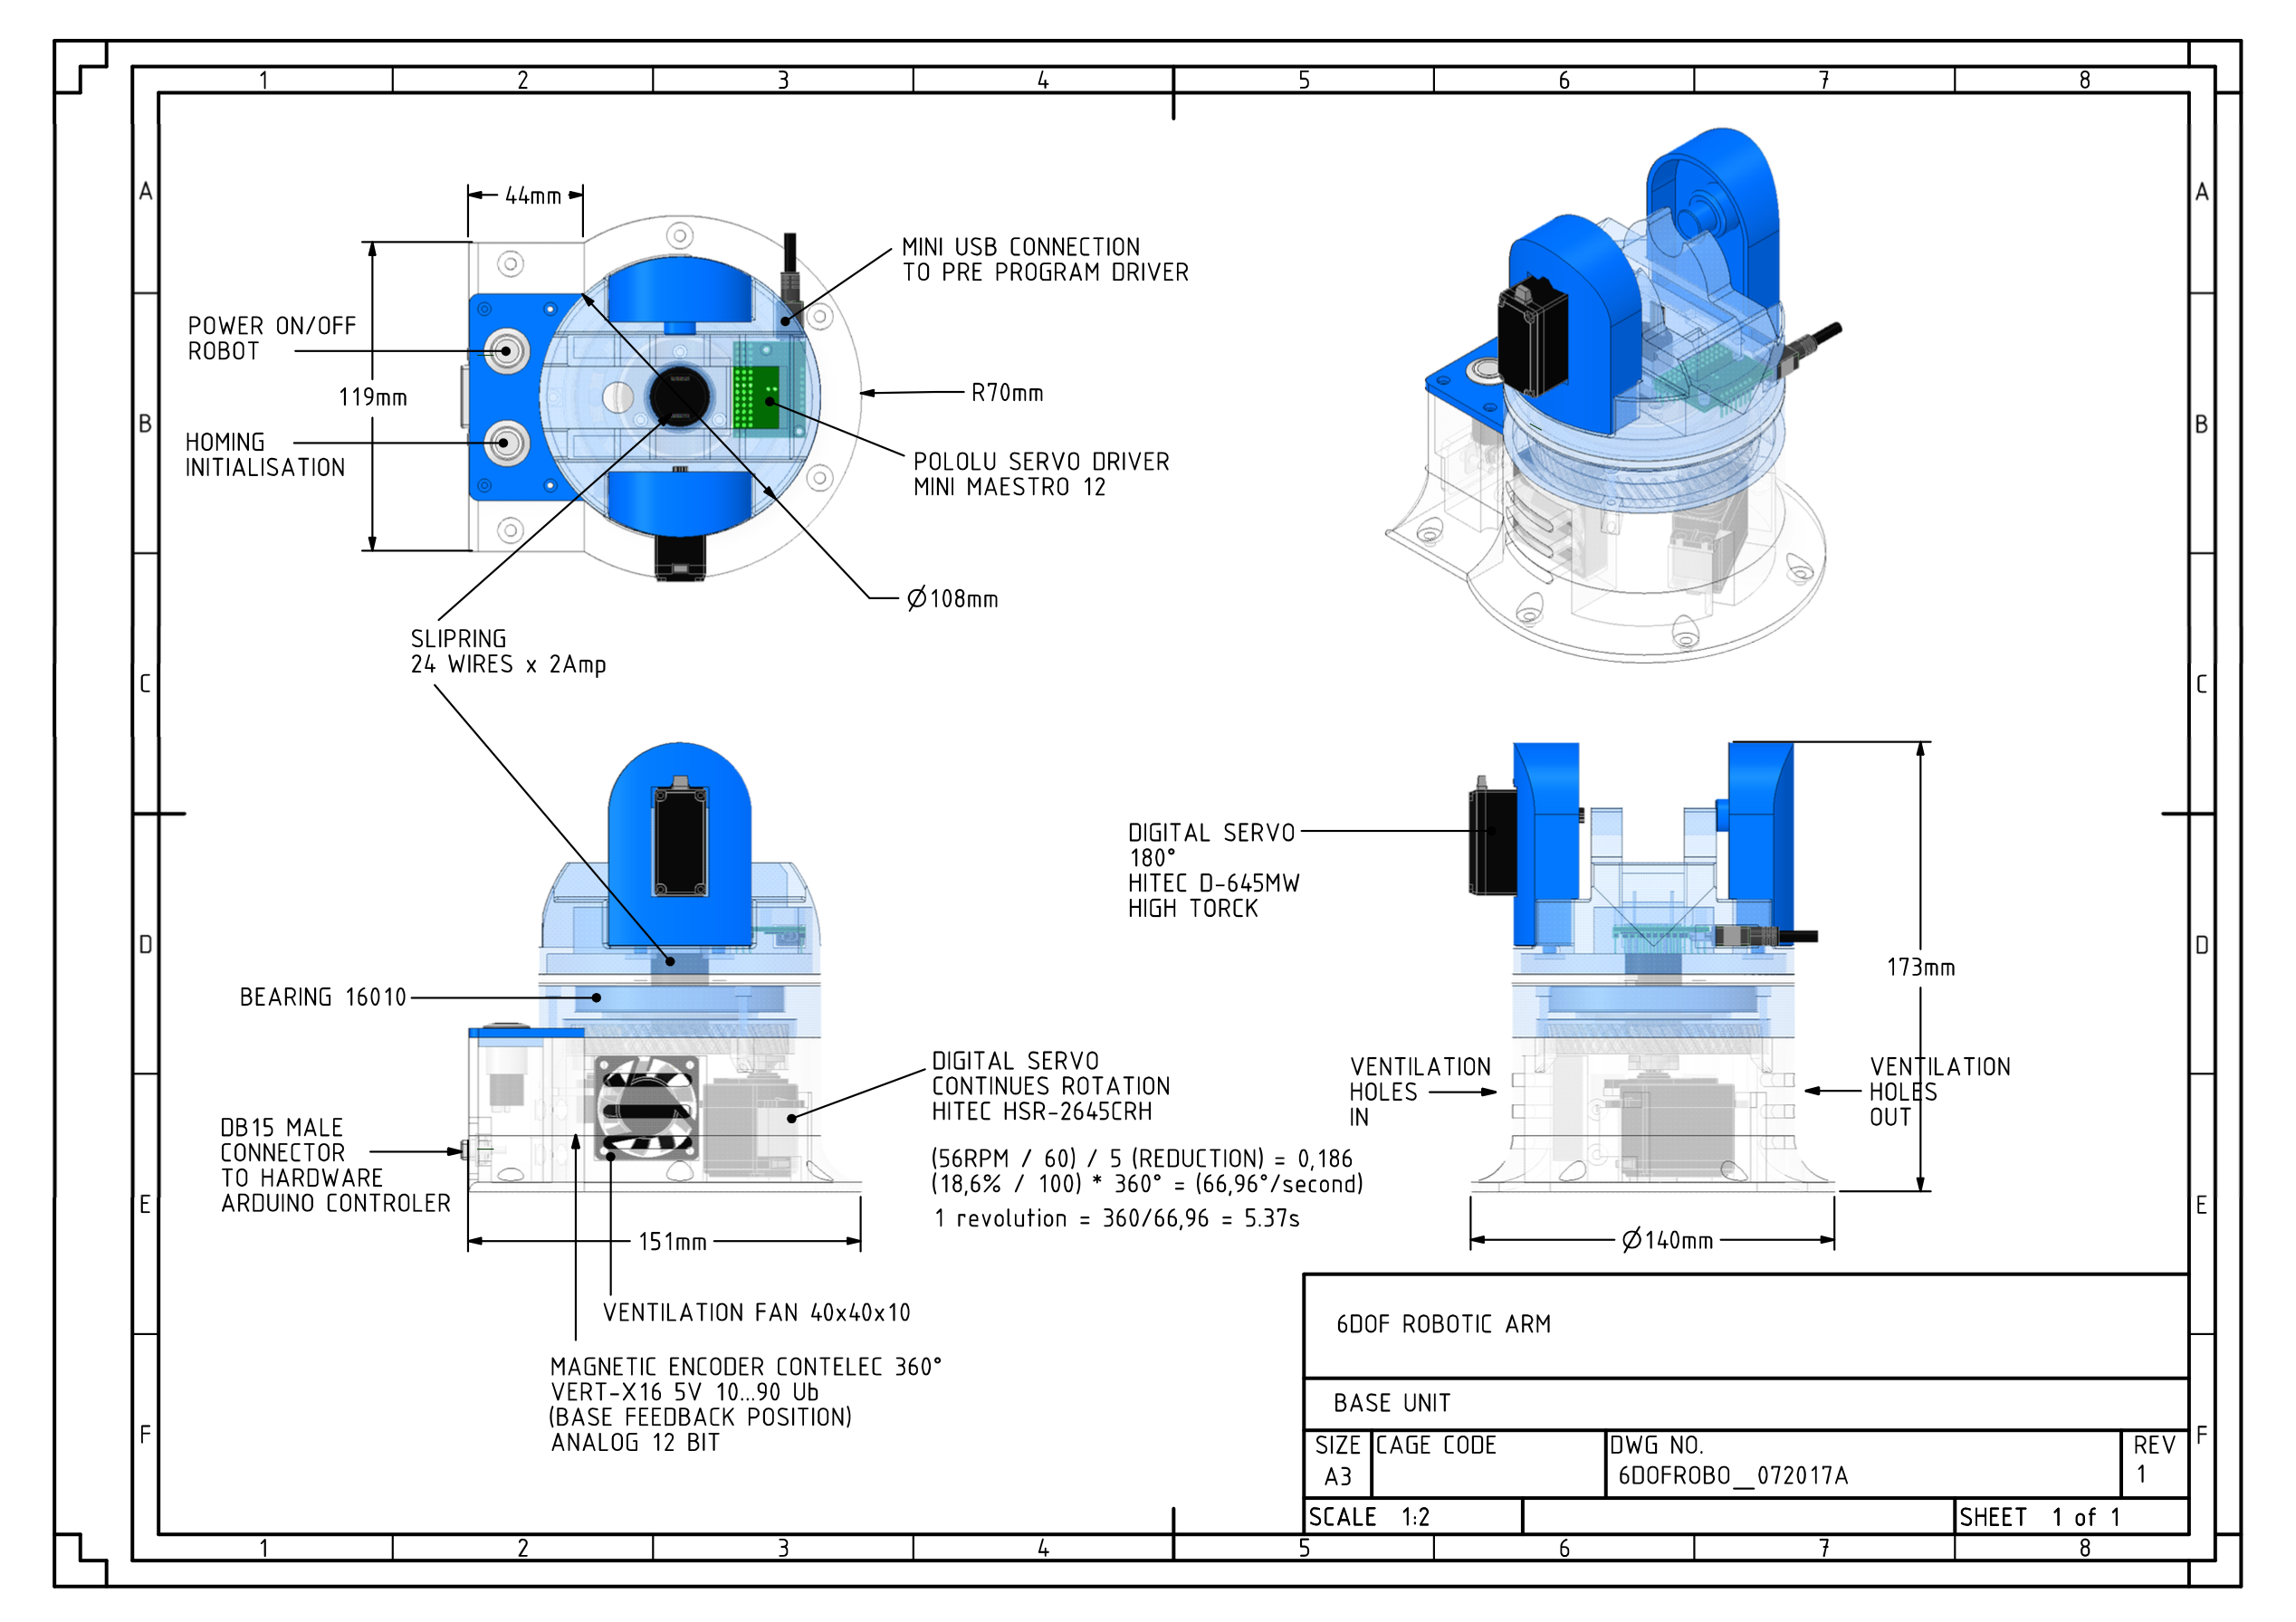 1 2 3 4 5 6 7 8
A A
B B
C C
D D
E E
F F
44mm
119mm
POWER ON/OFF
ROBOT
HOMING
INITIALISATION
MINI USB CONNECTION
TO PRE PROGRAM DRIVER
R70mm
POLOLU SERVO DRIVER
MINI MAESTRO 12
Ø108mm
SLIPRING
24 WIRES x 2Amp
BEARING 16010
DB15 MALE
CONNECTOR
TO HARDWARE
ARDUINO CONTROLER
151mm
VENTILATION FAN 40x40x10
MAGNETIC ENCODER CONTELEC 360°
VERT-X16 5V 10...90 Ub
(BASE FEEDBACK POSITION)
ANALOG 12 BIT
DIGITAL SERVO
CONTINUES ROTATION
HITEC HSR-2645CRH
(56RPM / 60) / 5 (REDUCTION) = 0,186
(18,6% / 100) * 360° = (66,96°/second)
1 revolution = 360/66,96 = 5.37s
DIGITAL SERVO
180°
HITEC D-645MW
HIGH TORCK
173mm
VENTILATION
HOLES
IN
VENTILATION
HOLES
OUT
Ø140mm
6DOF ROBOTIC ARM
BASE UNIT
SIZE
A3
CAGE CODE
DWG NO.
6DOFROBO__072017A
REV
1
SCALE 1:2
SHEET 1 of 1
1 2 3 4 5 6 7 8